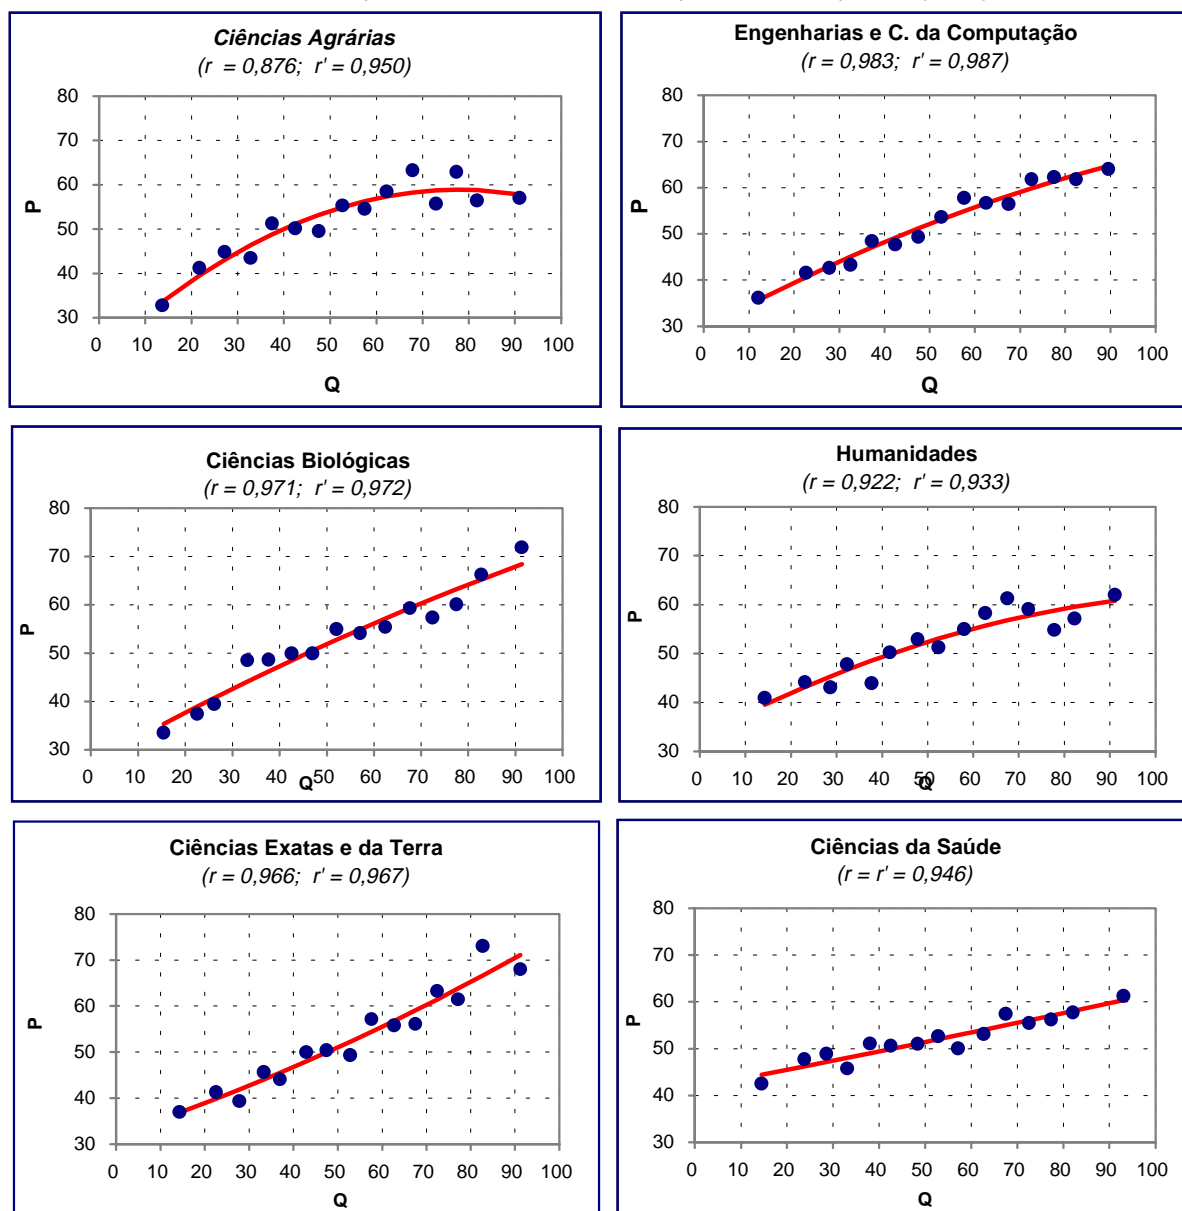 Ciências Agrárias
(r = 0,876; r' = 0,950)
80
70
60
50
40
30
P
0 10 20 30 40 50 60 70 80 90 100
Q
Engenharias e C. da Computação
(r = 0,983; r' = 0,987)
80
70
60
50
40
30
P
0 10 20 30 40 50 60 70 80 90 100
Q
Ciências Biológicas
(r = 0,971; r' = 0,972)
80
70
60
50
40
30
P
0 10 20 30 40 50 60 70 80 90 100
Q
Humanidades
(r = 0,922; r' = 0,933)
80
70
60
50
40
30
P
0 10 20 30 40 50 60 70 80 90 100
Q
Ciências Exatas e da Terra
(r = 0,966; r' = 0,967)
80
70
60
50
40
30
P
0 10 20 30 40 50 60 70 80 90 100
Q
Ciências da Saúde
(r = r' = 0,946)
80
70
60
50
40
30
P
0 10 20 30 40 50 60 70 80 90 100
Q